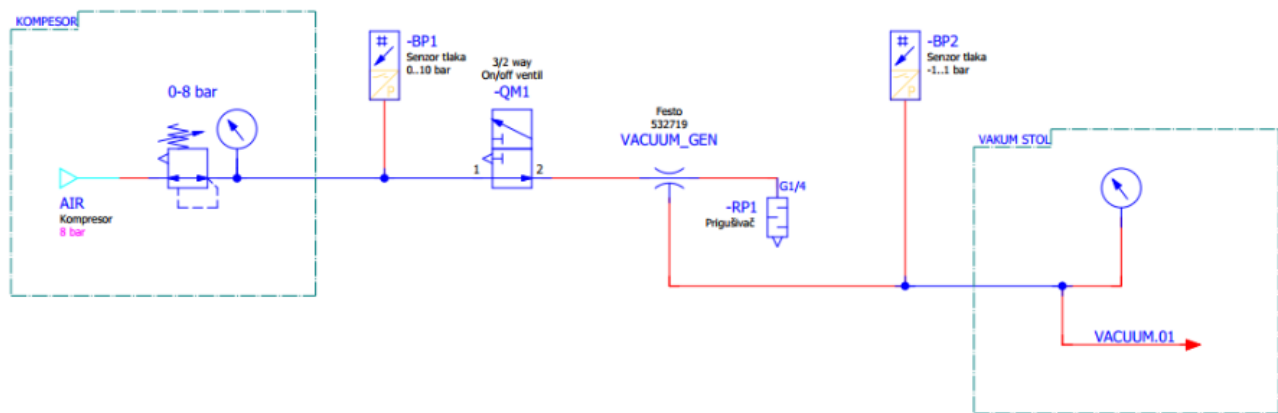 KOMPESOR
0-8 bar
AIR
Kompresor
8 bar
-BP1
Senzor tlaka
0..10 bar
3/2 way
On/off ventil
-QM1
1
2
Festo
532719
VACUUM_GEN
G1/4
-RP1
Prigušivač
-BP2
Senzor tlaka
-1..1 bar
VAKUM STOL
VACUUM.01
#
P
#
P